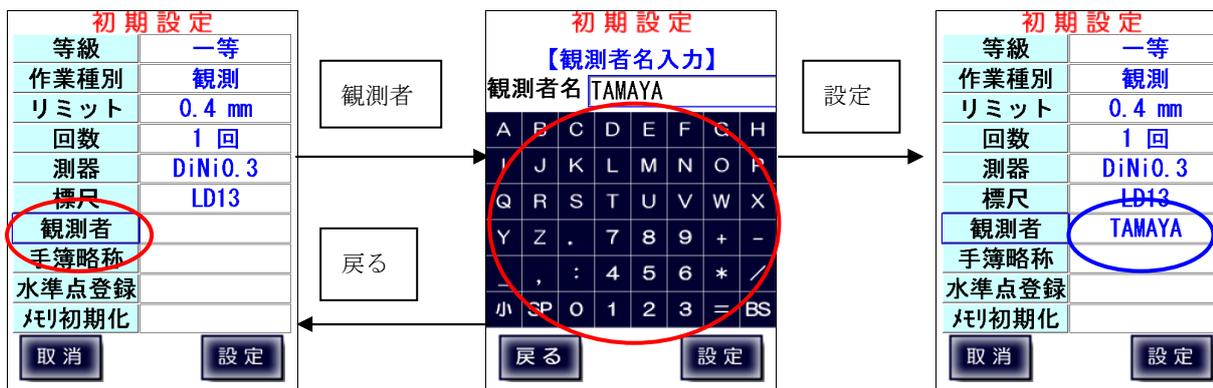 初期設定
等級 一等
作業種別 観測
リミット 0.4 mm
回数 1 回
測器 DiNi0.3
標尺 LD13
観測者
手簿略称
水準点登録
ﾒﾓﾘ初期化
取消 設定
観測者
戻る
初期設定
【観測者名入力】
観測者名 TAMAYA
A B C D E F G H
I J K L M N O P
Q R S T U V W X
Y Z . 7 8 9 + -
_ , : 4 5 6 * /
小 SP 0 1 2 3 = BS
戻る 設定
設定
初期設定
等級 一等
作業種別 観測
リミット 0.4 mm
回数 1 回
測器 DiNi0.3
標尺 LD13
観測者 TAMAYA
手簿略称
水準点登録
ﾒﾓﾘ初期化
取消 設定